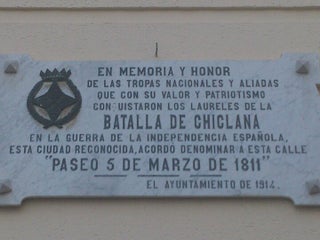 EN MEMORIA Y HONOR
DE LAS TROPAS NACIONALES Y ALIADAS
QUE CON SU VALOR Y PATRIOTISMO
CONQUISTARON LOS LAURELES DE LA
BATALLA DE CHICLANA
EN LA GUERRA DE LA INDEPENDENCIA ESPAÑOLA,
ESTA CIUDAD RECONOCIDA, ACORDO DENOMINAR A ESTA CALLE
"PASEO 5 DE MARZO DE 1811"
EL AYUNTAMIENTO DE 1914.